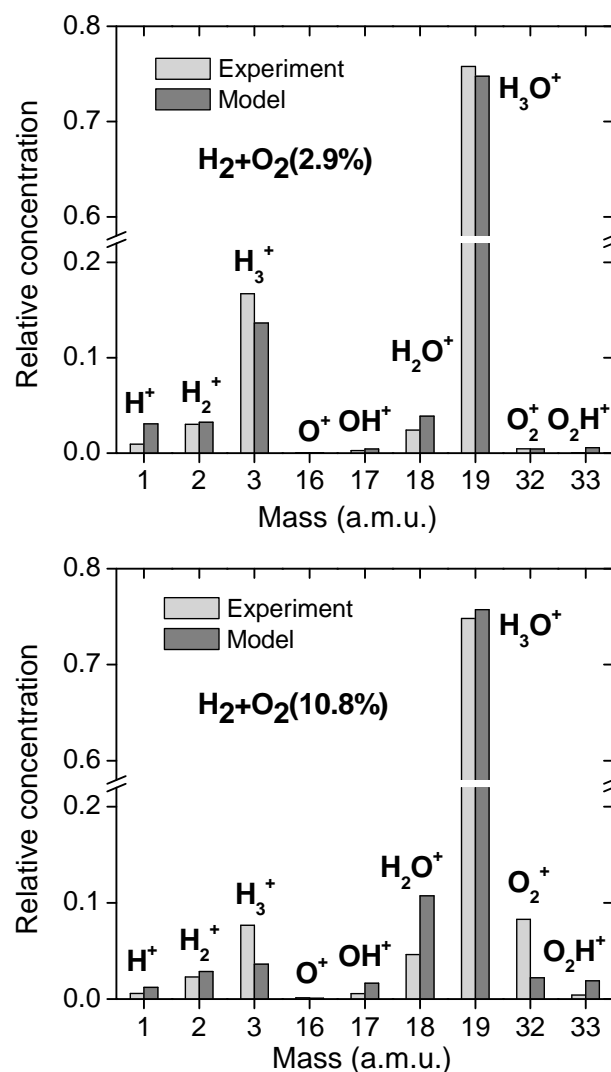 0.8
Experiment
Model
H₃O⁺
0.7
H₂+O₂(2.9%)
0.6
Relative concentration
0.2
H₃⁺
H₂O⁺
0.1
H⁺
H₂⁺
O⁺
OH⁺
O₂⁺
O₂H⁺
0.0
1 2 3 16 17 18 19 32 33
Mass (a.m.u.)
0.8
Experiment
Model
H₃O⁺
0.7
H₂+O₂(10.8%)
0.6
Relative concentration
0.2
H₂O⁺
O₂⁺
H₃⁺
0.1
H₂⁺
H⁺
O⁺
OH⁺
O₂H⁺
0.0
1 2 3 16 17 18 19 32 33
Mass (a.m.u.)